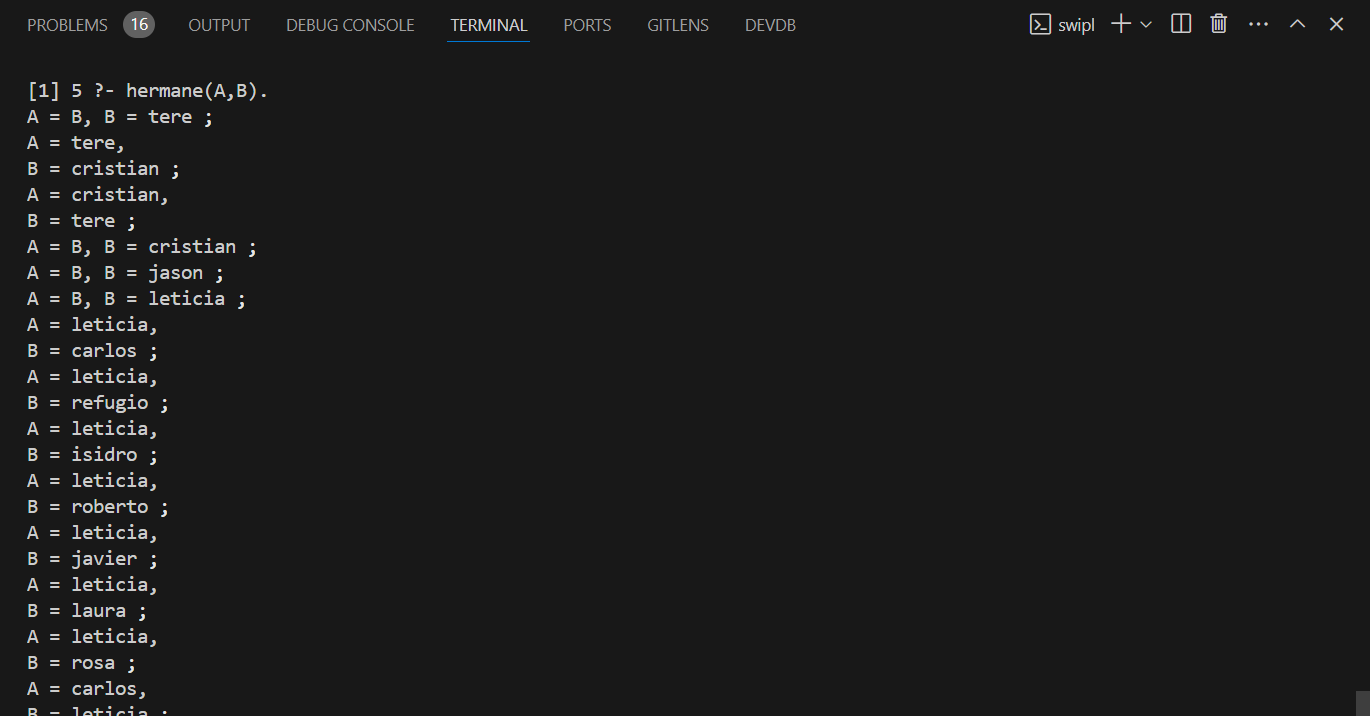 PROBLEMS 16 OUTPUT DEBUG CONSOLE TERMINAL PORTS GITLENS DEVDB swipl
[1] 5 ?- hermane(A,B).
A = B, B = tere ;
A = tere,
B = cristian ;
A = cristian,
B = tere ;
A = B, B = cristian ;
A = B, B = jason ;
A = B, B = leticia ;
A = leticia,
B = carlos ;
A = leticia,
B = refugio ;
A = leticia,
B = isidro ;
A = leticia,
B = roberto ;
A = leticia,
B = javier ;
A = leticia,
B = laura ;
A = leticia,
B = rosa ;
A = carlos,
B = leticia ;